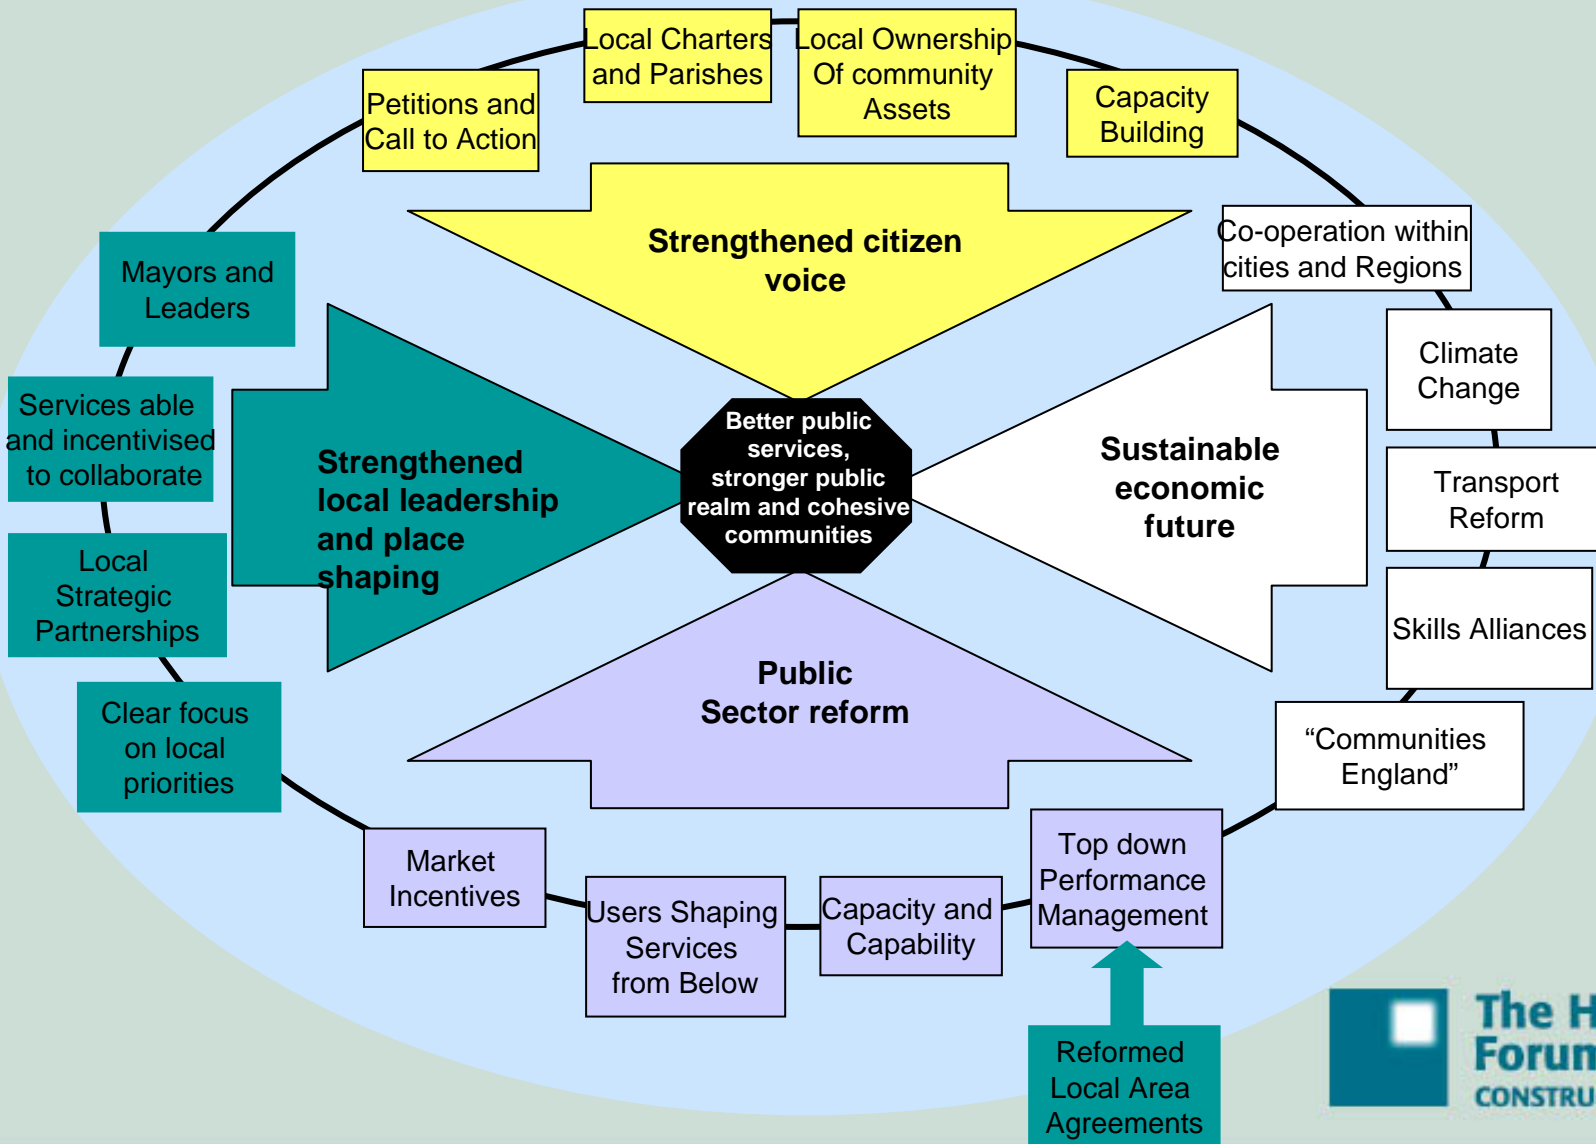 Local Charters
and Parishes
Local Ownership
Of community
Assets
Petitions and
Call to Action
Capacity
Building
Strengthened citizen
voice
Co-operation within
cities and Regions
Mayors and
Leaders
Climate
Change
Services able
and incentivised
to collaborate
Strengthened
local leadership
and place
shaping
Better public
services,
stronger public
realm and cohesive
communities
Sustainable
economic
future
Transport
Reform
Local
Strategic
Partnerships
Skills Alliances
Public
Sector reform
Clear focus
on local
priorities
“Communities
England”
Market
Incentives
Users Shaping
Services
from Below
Capacity and
Capability
Top down
Performance
Management
Reformed
Local Area
Agreements
The H
Forum
CONSTRU